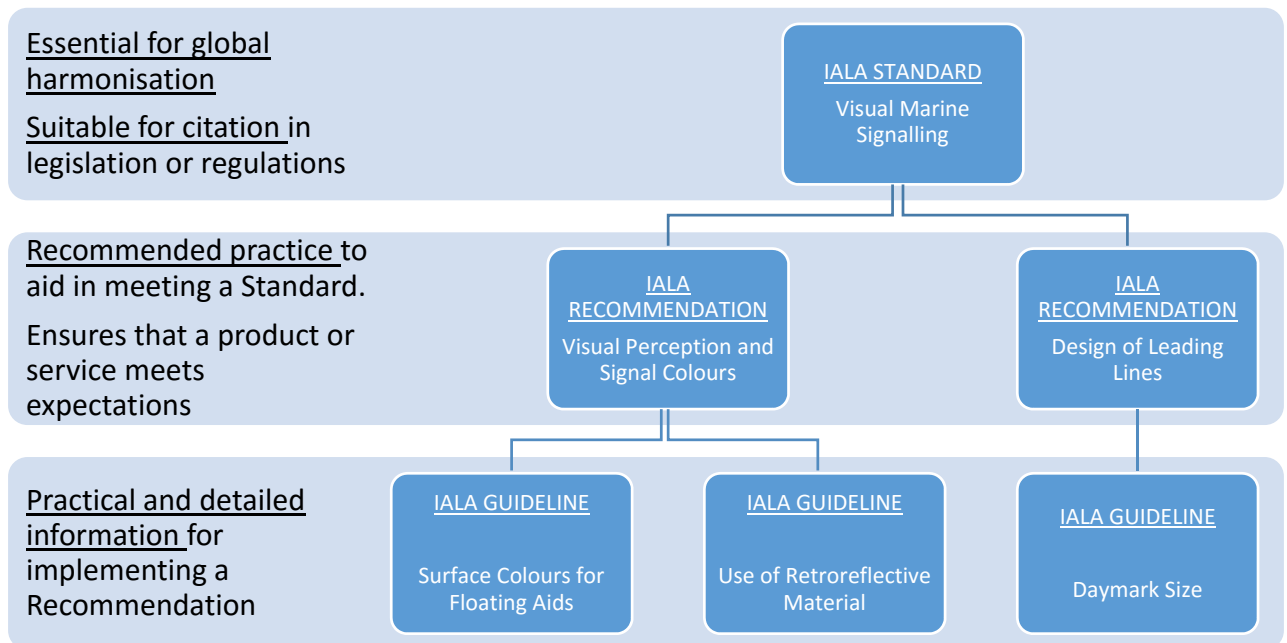 Essential for global
harmonisation
Suitable for citation in
legislation or regulations
IALA STANDARD
Visual Marine
Signalling
Recommended practice to
aid in meeting a Standard.
Ensures that a product or
service meets
expectations
IALA
RECOMMENDATION
Visual Perception and
Signal Colours
IALA
RECOMMENDATION
Design of Leading
Lines
Practical and detailed
information for
implementing a
Recommendation
IALA GUIDELINE
Surface Colours for
Floating Aids
IALA GUIDELINE
Use of Retroreflective
Material
IALA GUIDELINE
Daymark Size